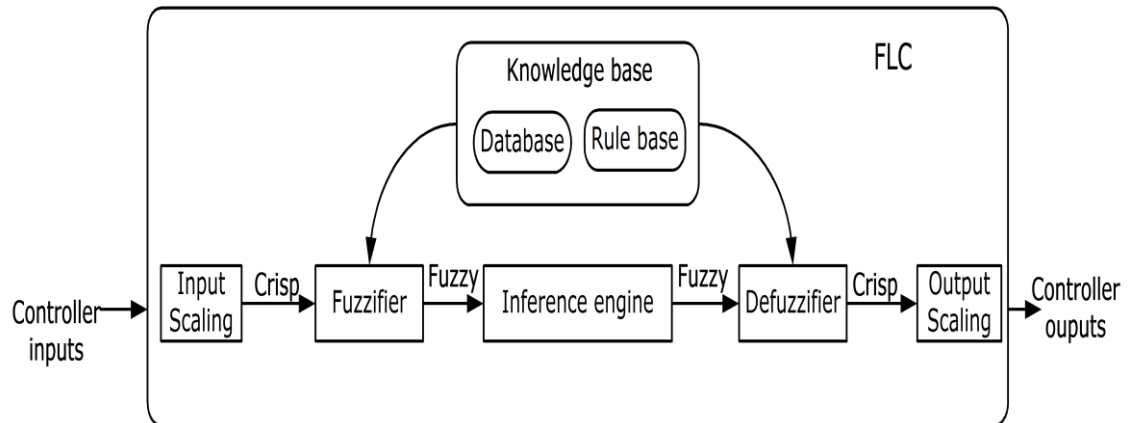 FLC
Knowledge base
Database
Rule base
Controller
inputs
Input
Scaling
Crisp
Fuzzifier
Fuzzy
Inference engine
Fuzzy
Defuzzifier
Crisp
Output
Scaling
Controller
ouputs